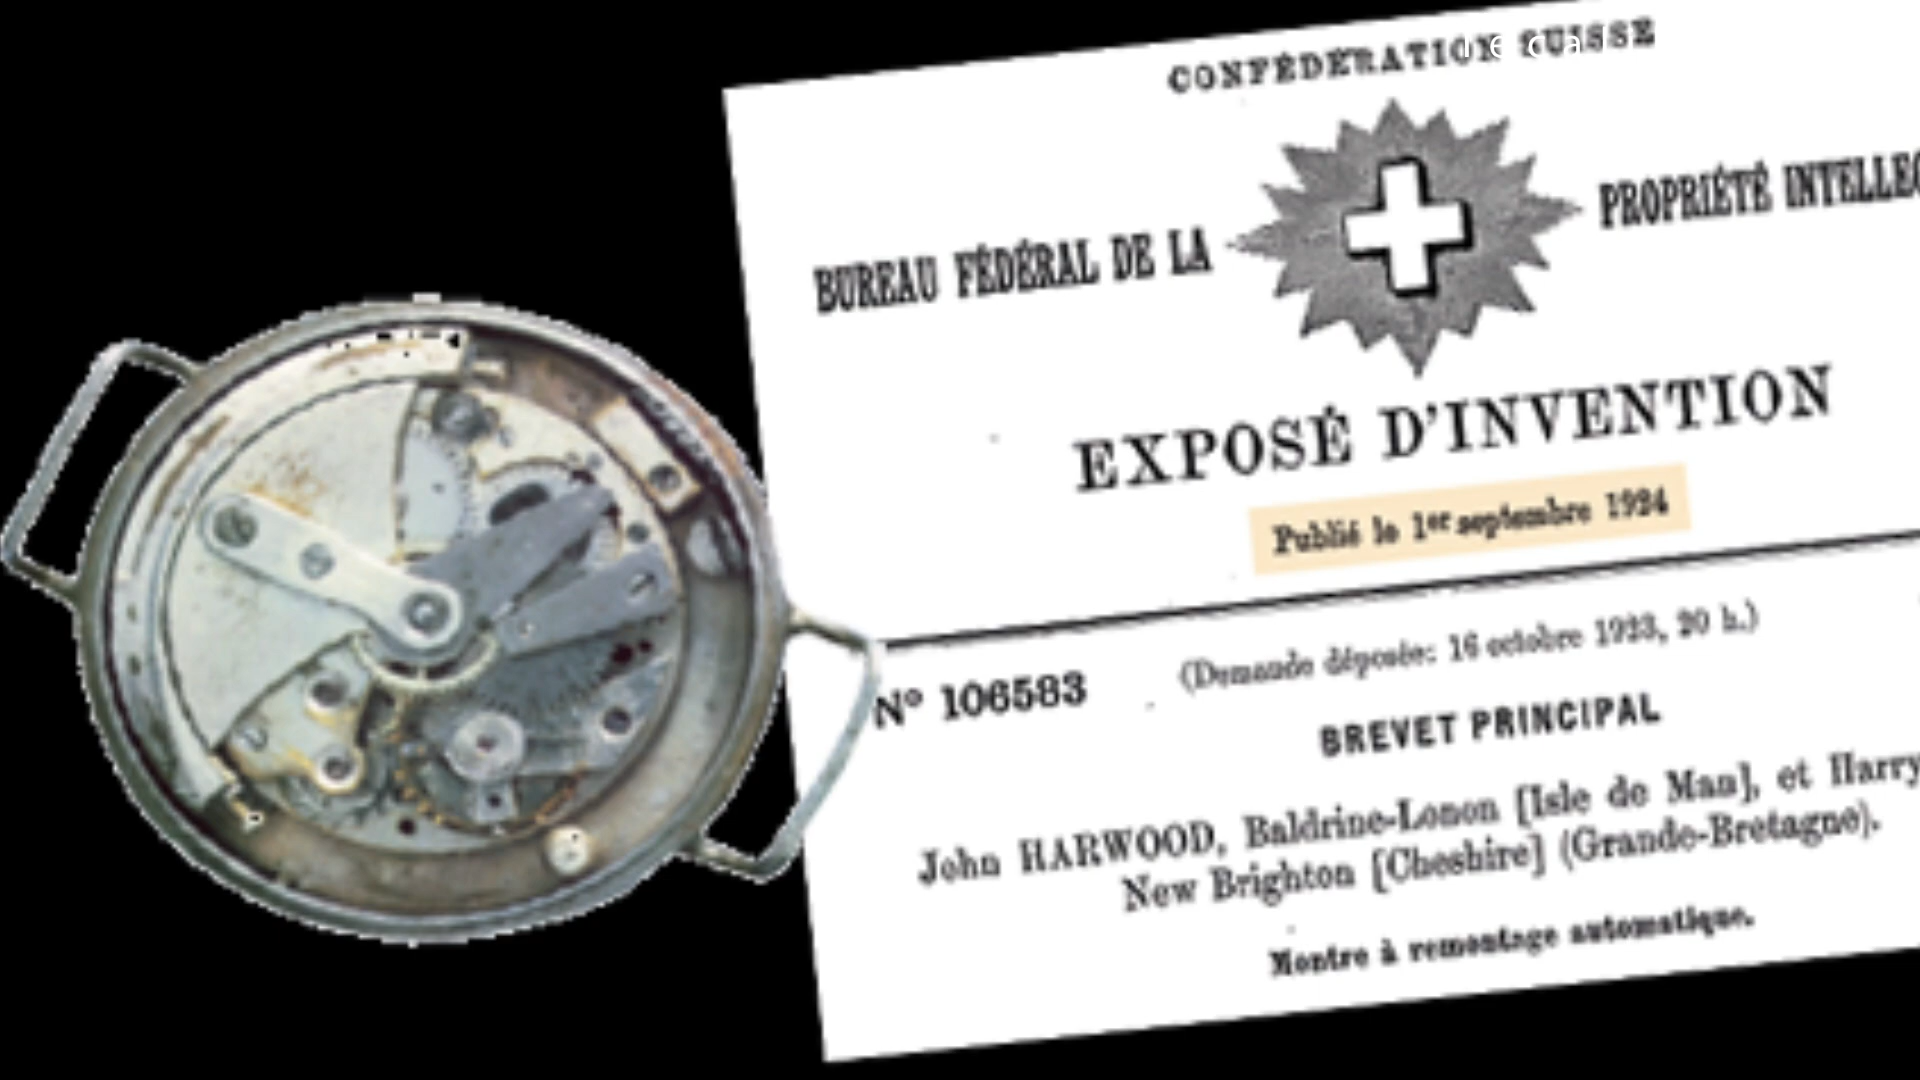 CONFÉDÉRATION SUISSE
BUREAU FÉDÉRAL DE LA PROPRIÉTÉ INTELLEC
EXPOSÉ D'INVENTION
Publié le 1er septembre 1924
Nº 106583 (Demande déposée: 16 octobre 1923, 20 h.)
BREVET PRINCIPAL
John HARWOOD, Baldrine-Lonon [Isle de Man], et Harry
New Brighton [Cheshire] (Grande-Bretagne).
Montre à remontage automatique.